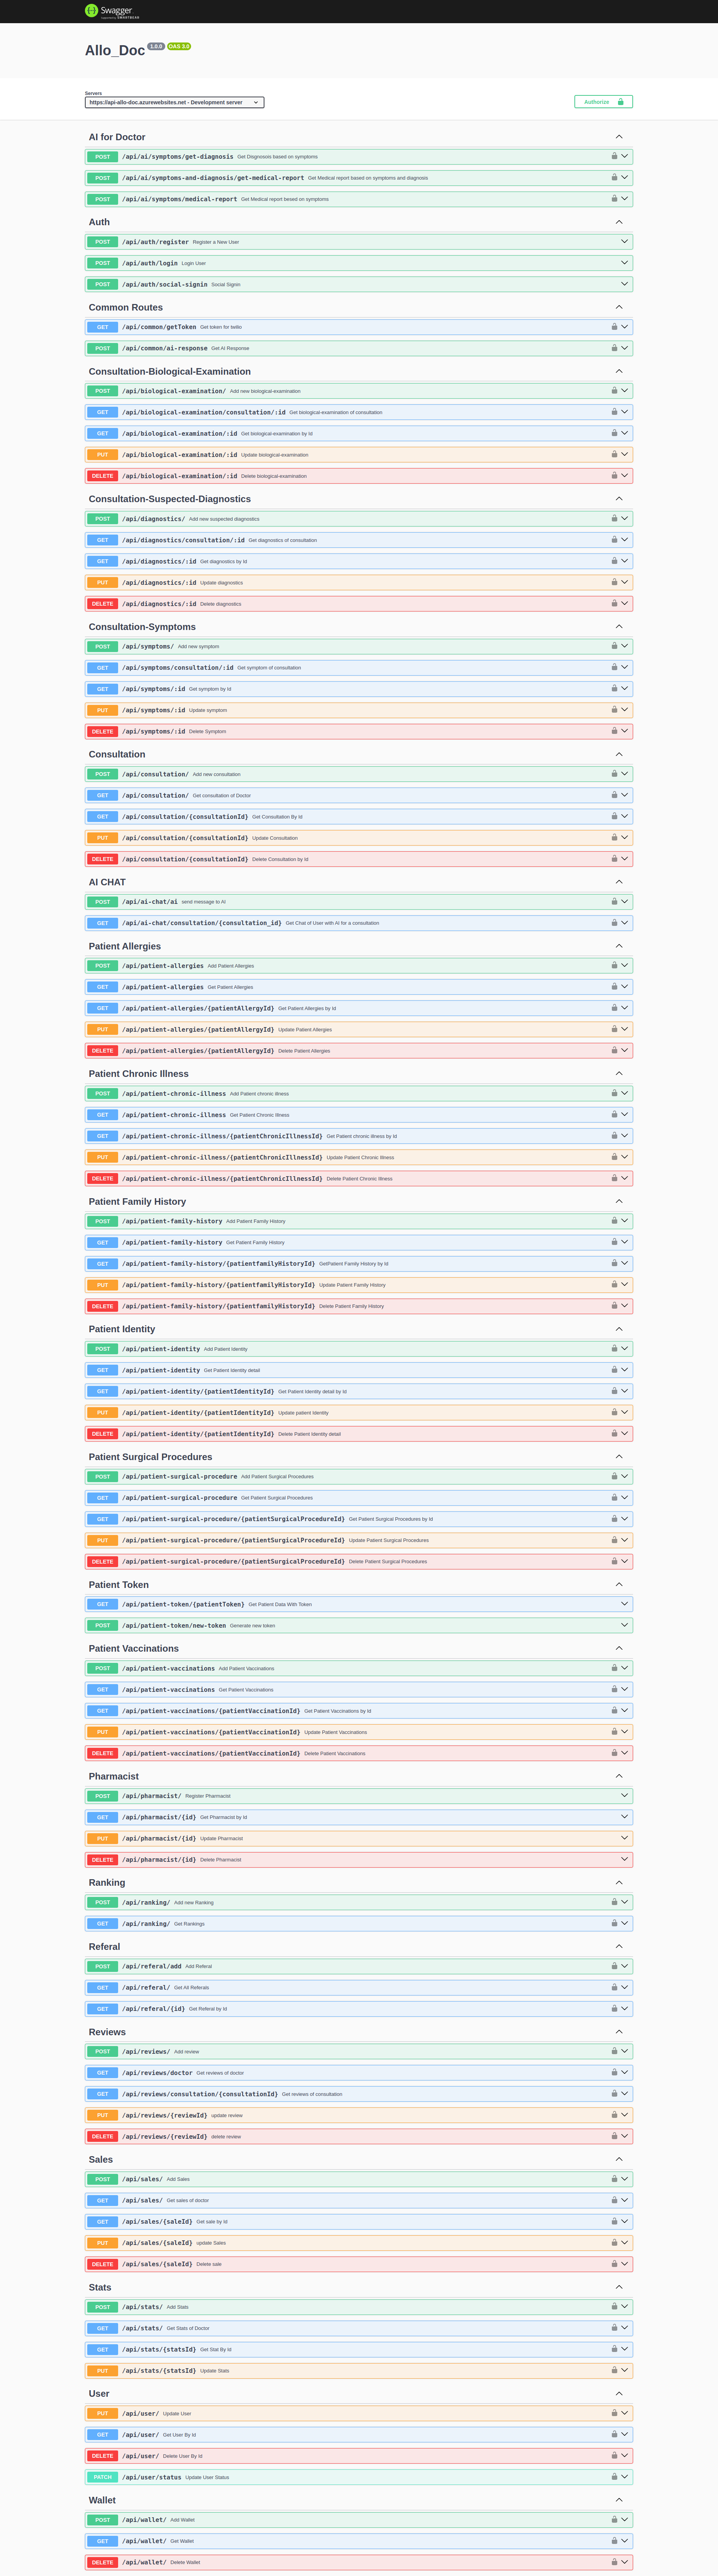 Swagger
Supported by SMARTBEAR
Allo_Doc 1.0.0 OAS 3.0
Servers
https://api-allo-doc.azurewebsites.net - Development server
Authorize
AI for Doctor
POST /api/ai/symptoms/get-diagnosis Get Disgnosois based on symptoms
POST /api/ai/symptoms-and-diagnosis/get-medical-report Get Medical report based on symptoms and diagnosis
POST /api/ai/symptoms/medical-report Get Medical report besed on symptoms
Auth
POST /api/auth/register Register a New User
POST /api/auth/login Login User
POST /api/auth/social-signin Social Signin
Common Routes
GET /api/common/getToken Get token for twilio
POST /api/common/ai-response Get AI Response
Consultation-Biological-Examination
POST /api/biological-examination/ Add new biological-examination
GET /api/biological-examination/consultation/:id Get biological-examination of consultation
GET /api/biological-examination/:id Get biological-examination by Id
PUT /api/biological-examination/:id Update biological-examination
DELETE /api/biological-examination/:id Delete biological-examination
Consultation-Suspected-Diagnostics
POST /api/diagnostics/ Add new suspected diagnostics
GET /api/diagnostics/consultation/:id Get diagnostics of consultation
GET /api/diagnostics/:id Get diagnostics by Id
PUT /api/diagnostics/:id Update diagnostics
DELETE /api/diagnostics/:id Delete diagnostics
Consultation-Symptoms
POST /api/symptoms/ Add new symptom
GET /api/symptoms/consultation/:id Get symptom of consultation
GET /api/symptoms/:id Get symptom by Id
PUT /api/symptoms/:id Update symptom
DELETE /api/symptoms/:id Delete Symptom
Consultation
POST /api/consultation/ Add new consultation
GET /api/consultation/ Get consultation of Doctor
GET /api/consultation/{consultationId} Get Consultation By Id
PUT /api/consultation/{consultationId} Update Consultation
DELETE /api/consultation/{consultationId} Delete Consultation by Id
AI CHAT
POST /api/ai-chat/ai send message to AI
GET /api/ai-chat/consultation/{consultation_id} Get Chat of User with AI for a consultation
Patient Allergies
POST /api/patient-allergies Add Patient Allergies
GET /api/patient-allergies Get Patient Allergies
GET /api/patient-allergies/{patientAllergyId} Get Patient Allergies by Id
PUT /api/patient-allergies/{patientAllergyId} Update Patient Allergies
DELETE /api/patient-allergies/{patientAllergyId} Delete Patient Allergies
Patient Chronic Illness
POST /api/patient-chronic-illness Add Patient chronic illness
GET /api/patient-chronic-illness Get Patient Chronic Illness
GET /api/patient-chronic-illness/{patientChronicIllnessId} Get Patient chronic illness by Id
PUT /api/patient-chronic-illness/{patientChronicIllnessId} Update Patient Chronic Illness
DELETE /api/patient-chronic-illness/{patientChronicIllnessId} Delete Patient Chronic Illness
Patient Family History
POST /api/patient-family-history Add Patient Family History
GET /api/patient-family-history Get Patient Family History
GET /api/patient-family-history/{patientfamilyHistoryId} GetPatient Family History by Id
PUT /api/patient-family-history/{patientfamilyHistoryId} Update Patient Family History
DELETE /api/patient-family-history/{patientfamilyHistoryId} Delete Patient Family History
Patient Identity
POST /api/patient-identity Add Patient Identity
GET /api/patient-identity Get Patient Identity detail
GET /api/patient-identity/{patientIdentityId} Get Patient Identity detail by Id
PUT /api/patient-identity/{patientIdentityId} Update patient Identity
DELETE /api/patient-identity/{patientIdentityId} Delete Patient Identity detail
Patient Surgical Procedures
POST /api/patient-surgical-procedure Add Patient Surgical Procedures
GET /api/patient-surgical-procedure Get Patient Surgical Procedures
GET /api/patient-surgical-procedure/{patientSurgicalProcedureId} Get Patient Surgical Procedures by Id
PUT /api/patient-surgical-procedure/{patientSurgicalProcedureId} Update Patient Surgical Procedures
DELETE /api/patient-surgical-procedure/{patientSurgicalProcedureId} Delete Patient Surgical Procedures
Patient Token
GET /api/patient-token/{patientToken} Get Patient Data With Token
POST /api/patient-token/new-token Generate new token
Patient Vaccinations
POST /api/patient-vaccinations Add Patient Vaccinations
GET /api/patient-vaccinations Get Patient Vaccinations
GET /api/patient-vaccinations/{patientVaccinationId} Get Patient Vaccinations by Id
PUT /api/patient-vaccinations/{patientVaccinationId} Update Patient Vaccinations
DELETE /api/patient-vaccinations/{patientVaccinationId} Delete Patient Vaccinations
Pharmacist
POST /api/pharmacist/ Register Pharmacist
GET /api/pharmacist/{id} Get Pharmacist by Id
PUT /api/pharmacist/{id} Update Pharmacist
DELETE /api/pharmacist/{id} Delete Pharmacist
Ranking
POST /api/ranking/ Add new Ranking
GET /api/ranking/ Get Rankings
Referal
POST /api/referal/add Add Referal
GET /api/referal/ Get All Referals
GET /api/referal/{id} Get Referal by Id
Reviews
POST /api/reviews/ Add review
GET /api/reviews/doctor Get reviews of doctor
GET /api/reviews/consultation/{consultationId} Get reviews of consultation
PUT /api/reviews/{reviewId} update review
DELETE /api/reviews/{reviewId} delete review
Sales
POST /api/sales/ Add Sales
GET /api/sales/ Get sales of doctor
GET /api/sales/{saleId} Get sale by Id
PUT /api/sales/{saleId} update Sales
DELETE /api/sales/{saleId} Delete sale
Stats
POST /api/stats/ Add Stats
GET /api/stats/ Get Stats of Doctor
GET /api/stats/{statsId} Get Stat By Id
PUT /api/stats/{statsId} Update Stats
User
PUT /api/user/ Update User
GET /api/user/ Get User By Id
DELETE /api/user/ Delete User By Id
PATCH /api/user/status Update User Status
Wallet
POST /api/wallet/ Add Wallet
GET /api/wallet/ Get Wallet
DELETE /api/wallet/ Delete Wallet